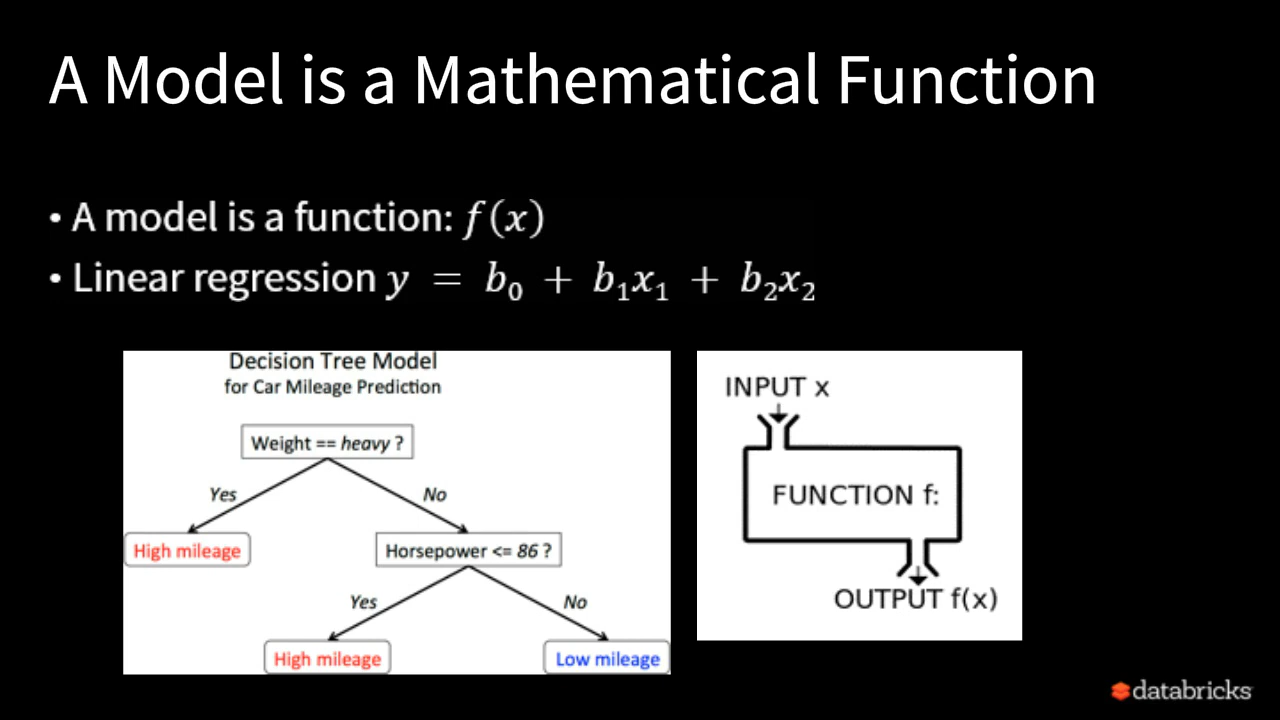 A Model is a Mathematical Function
• A model is a function: f(x)
• Linear regression y = b₀ + b₁x₁ + b₂x₂
Decision Tree Model
for Car Mileage Prediction
Weight == heavy ?
Yes
No
High mileage
Horsepower <= 86 ?
Yes
No
High mileage
Low mileage
INPUT x
FUNCTION f:
OUTPUT f(x)
databricks